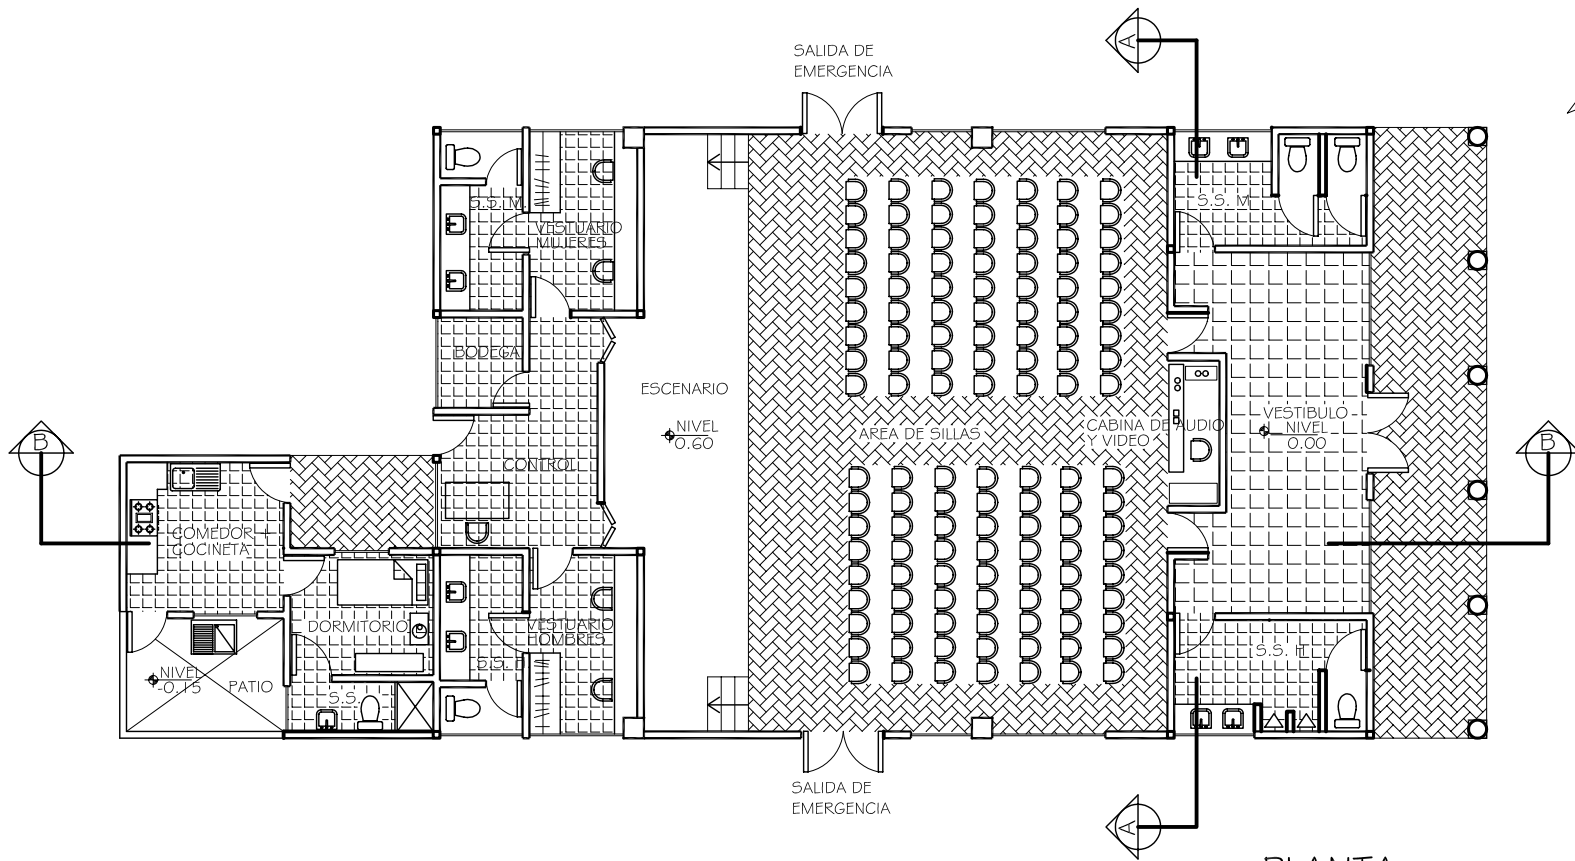 SALIDA DE
EMERGENCIA
A
S.S. M.
VESTUARIO
MUJERES
S.S. M
BODEGA
ESCENARIO
NIVEL
0.60
AREA DE SILLAS
CABINA DE AUDIO
Y VIDEO
VESTIBULO
NIVEL
0.00
B
B
CONTROL
COMEDOR +
COCINETA
DORMITORIO
VESTUARIO
HOMBRES
S.S. H
S.S. H
NIVEL
-0.15
PATIO
S.S.
SALIDA DE
EMERGENCIA
A
PLANTA